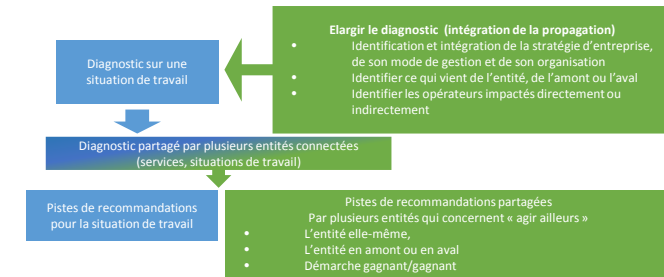 Elargir le diagnostic (intégration de la propagation)
• Identification et intégration de la stratégie d'entreprise,
de son mode de gestion et de son organisation
• Identifier ce qui vient de l'entité, de l'amont ou l'aval
• Identifier les opérateurs impactés directement ou
indirectement
Diagnostic sur une
situation de travail
Diagnostic partagé par plusieurs entités connectées
(services, situations de travail)
Pistes de recommandations
pour la situation de travail
Pistes de recommandations partagées
Par plusieurs entités qui concernent « agir ailleurs »
• L'entité elle-même,
• L'entité en amont ou en aval
• Démarche gagnant/gagnant